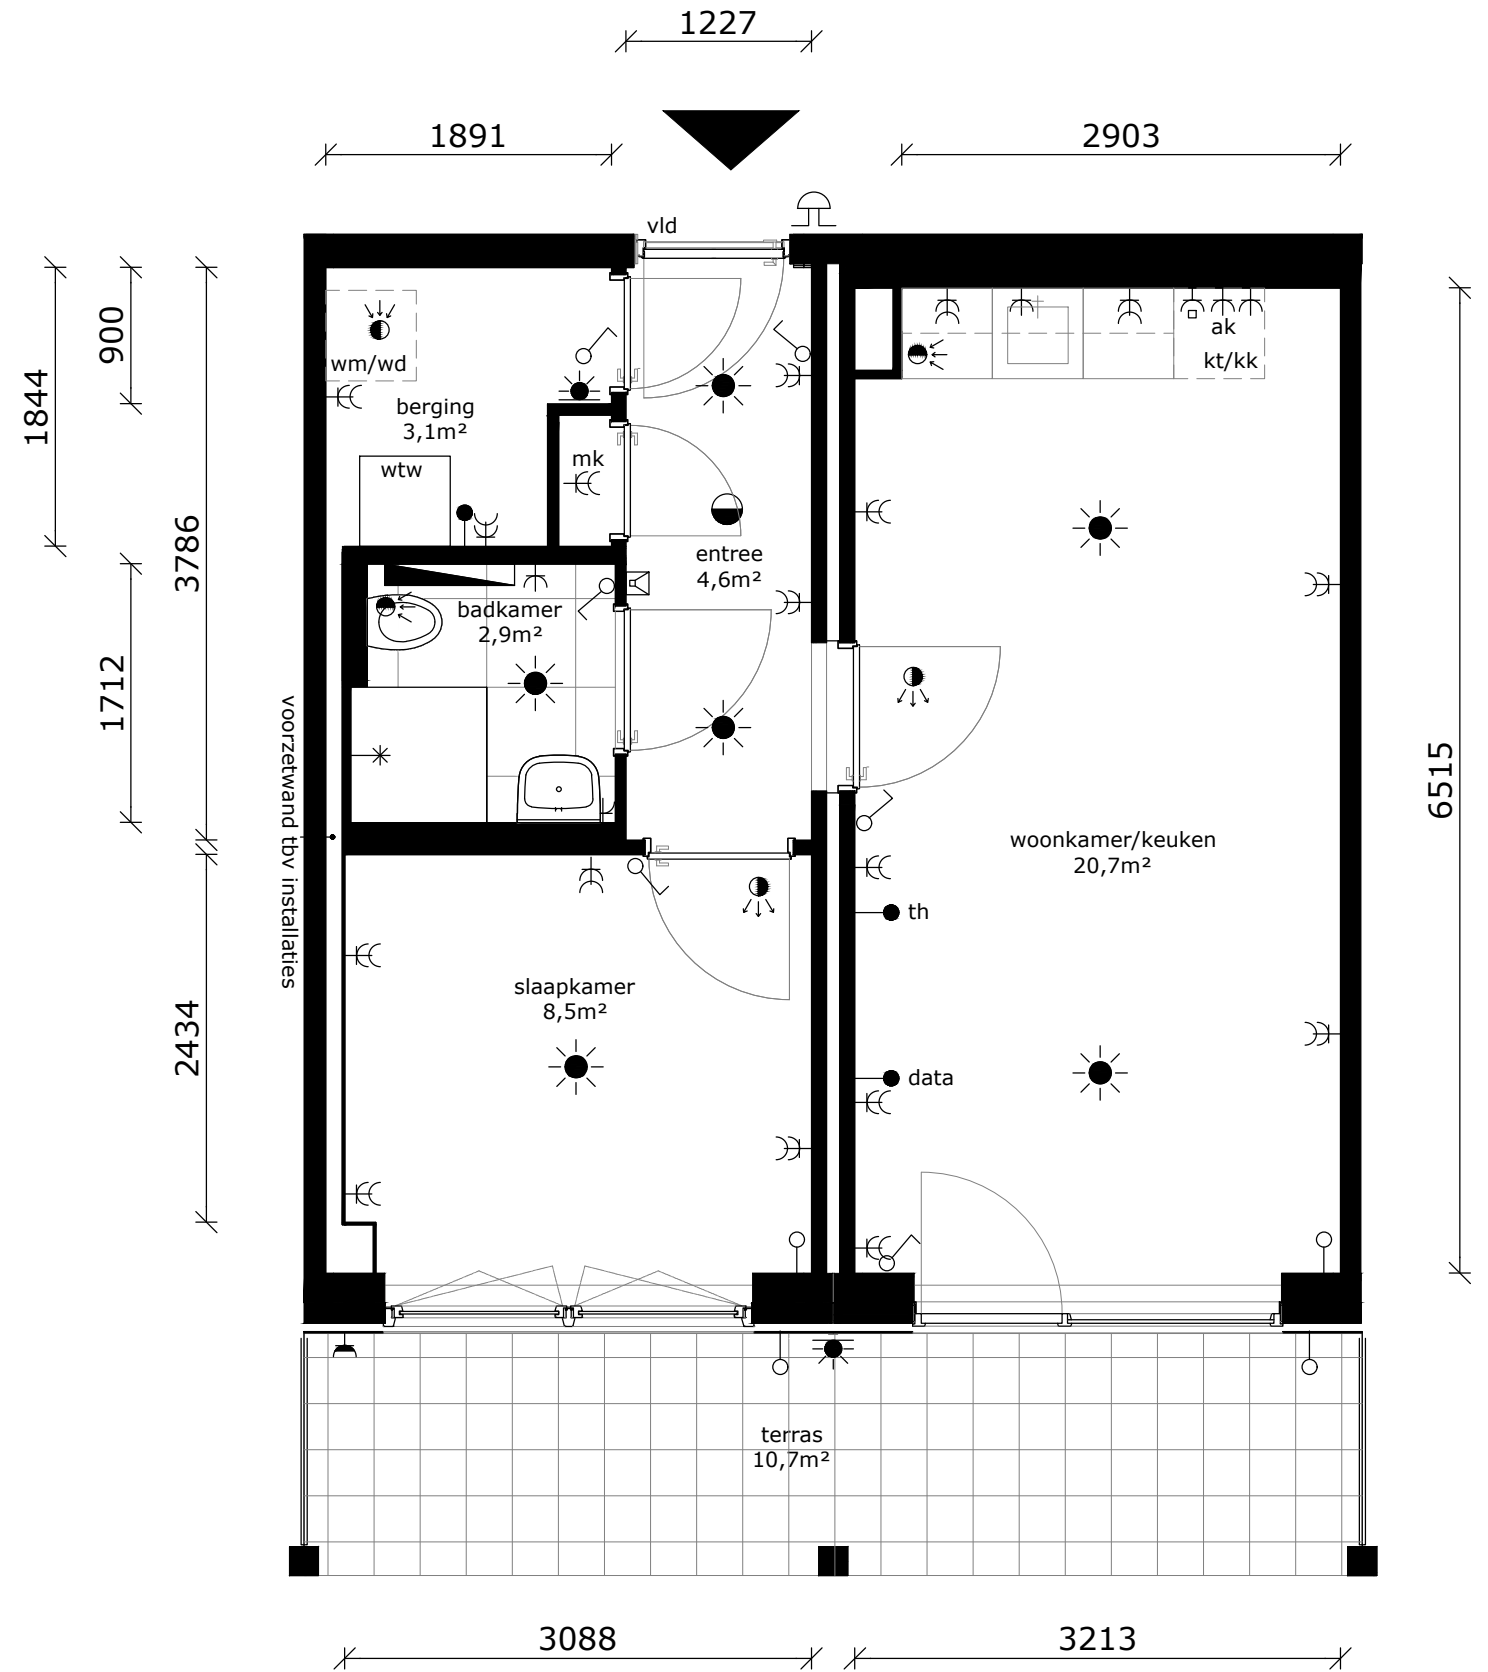 1227
1891
2903
vld
900
1844
3786
1712
2434
6515
wm/wd
berging
3,1m²
wtw
mk
ak
kt/kk
entree
4,6m²
badkamer
2,9m²
voorzetwand tbv installaties
woonkamer/keuken
20,7m²
th
slaapkamer
8,5m²
data
terras
10,7m²
3088
3213